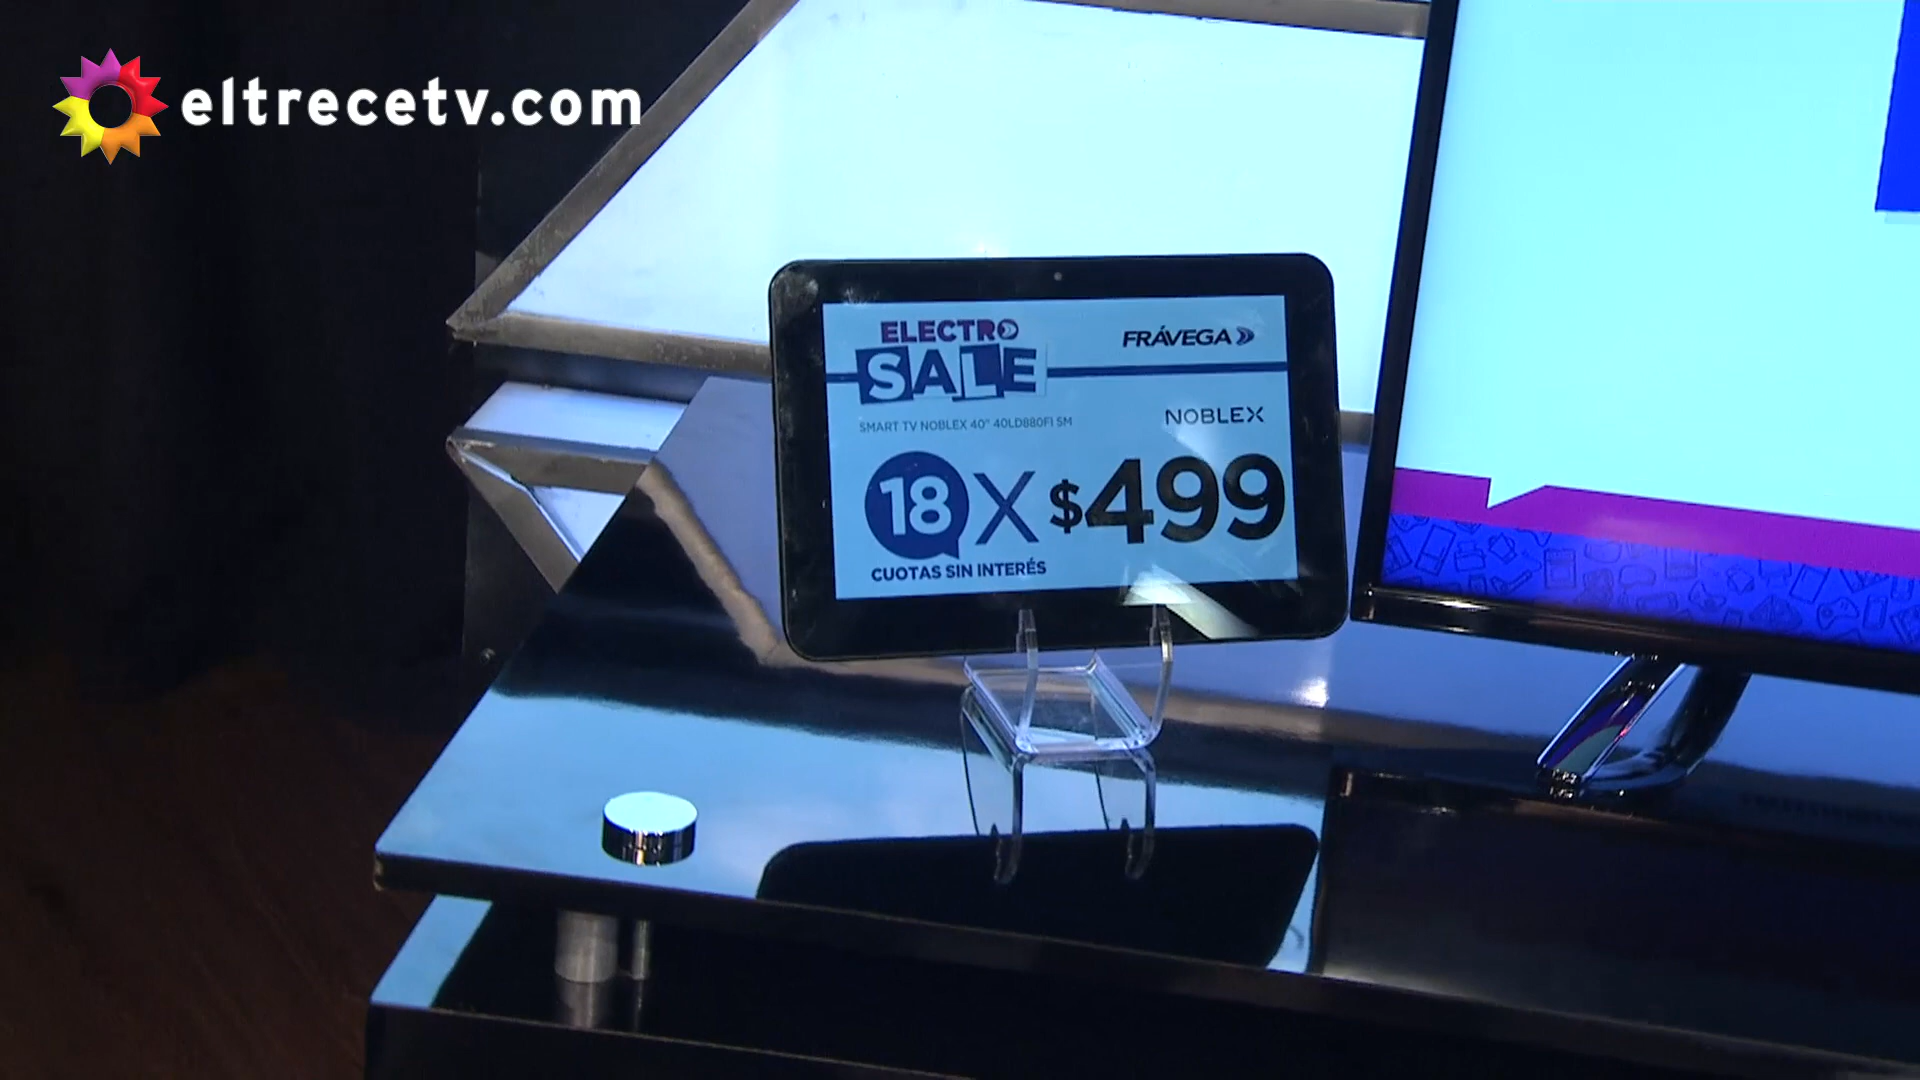 eltrecetv.com
ELECTRO
SALE
FRÁVEGA
SMART TV NOBLEX 40" 40LD880FI SM
NOBLEX
18 X $499
CUOTAS SIN INTERÉS